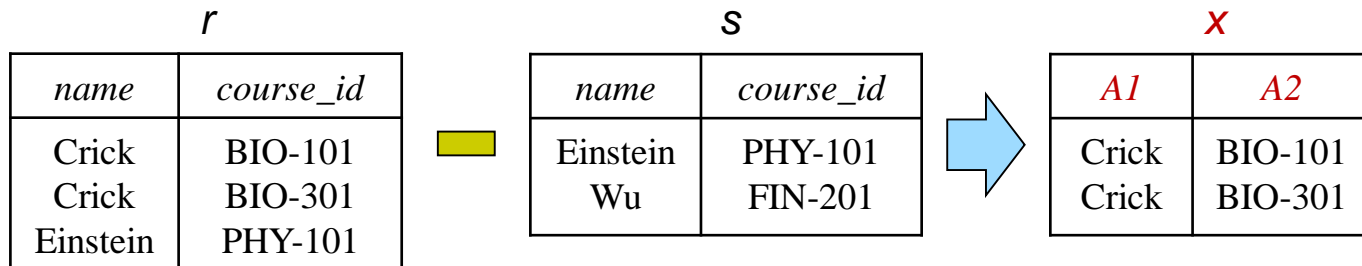 r s x
name course_id name course_id A1 A2
Crick BIO-101 Einstein PHY-101 Crick BIO-101
Crick BIO-301 Wu FIN-201 Crick BIO-301
Einstein PHY-101